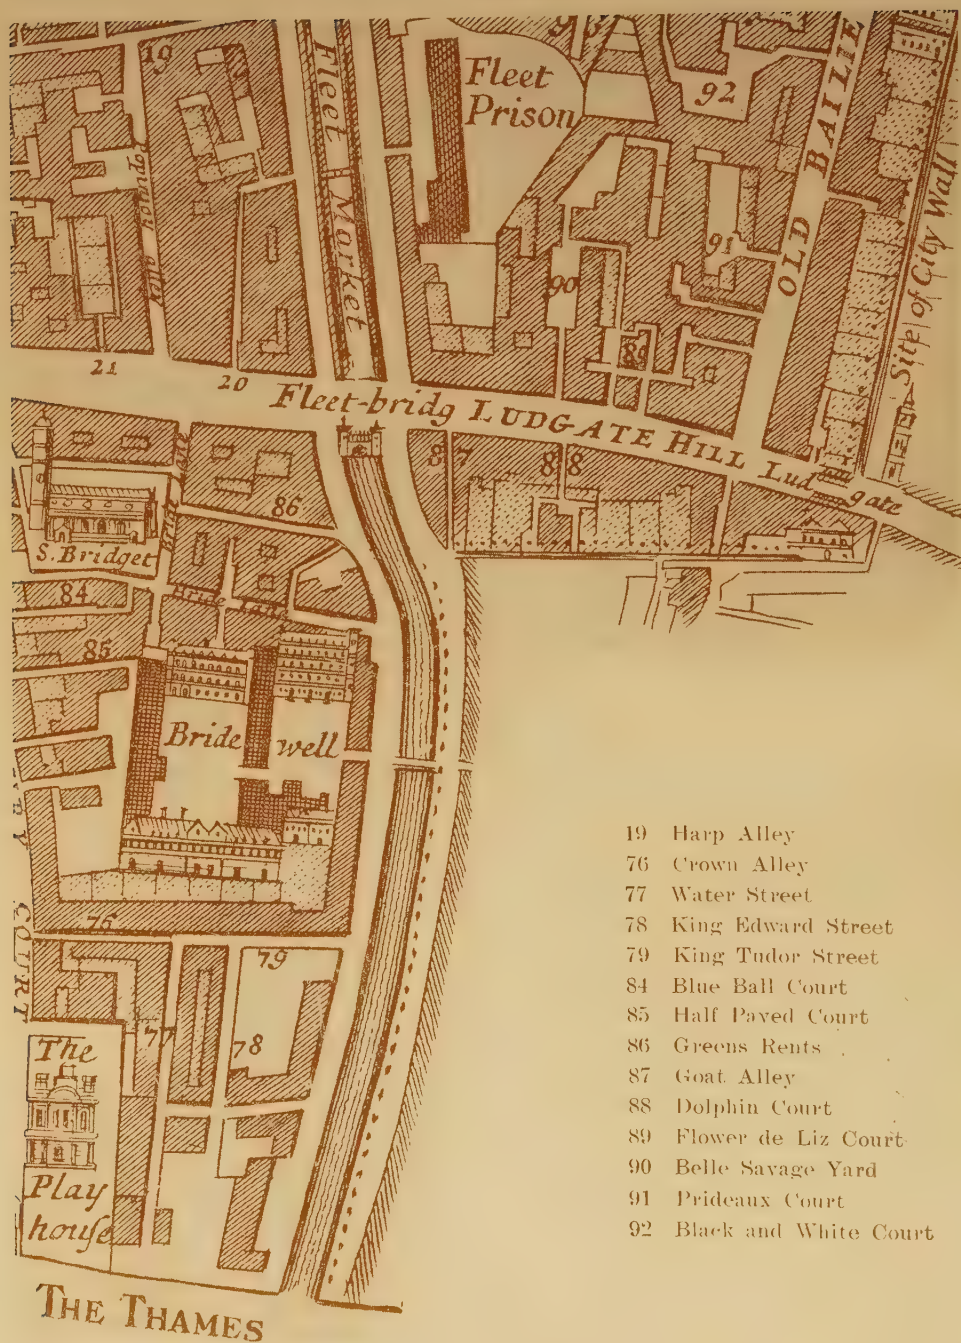 19
Fleet Market
Fleet
Prison
93
92
OLD BAILIE
Site of City Wall
91
90
89
21
20
Fleet-bridg LUDGATE HILL Lud gate
87
88
86
BRIDE LANE
S. Bridget
84
Bride Lane
85
Bride well
COURT
76
79
77
78
The
Play
houſe
THE THAMES
19 Harp Alley
76 Crown Alley
77 Water Street
78 King Edward Street
79 King Tudor Street
84 Blue Ball Court
85 Half Paved Court
86 Greens Rents
87 Goat Alley
88 Dolphin Court
89 Flower de Liz Court
90 Belle Savage Yard
91 Prideaux Court
92 Black and White Court